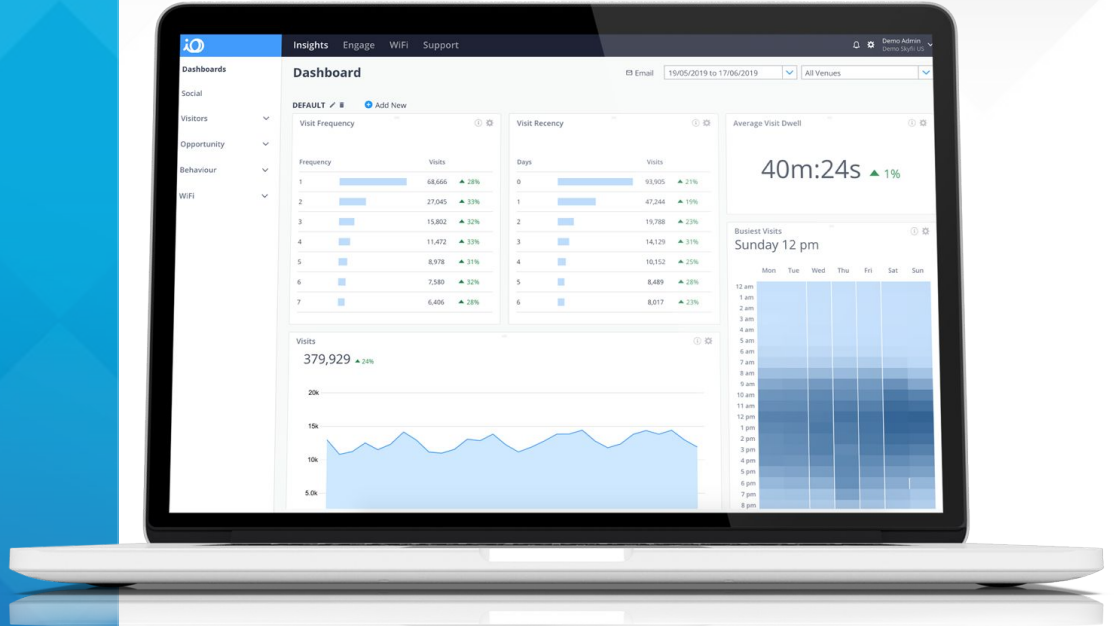 iO
Insights Engage WiFi Support
Demo Admin
Demo Skyfii US
Dashboards
Social
Visitors
Opportunity
Behaviour
WiFi
Dashboard
Email 19/05/2019 to 17/06/2019 All Venues
DEFAULT Add New
Visit Frequency
Frequency Visits
1 68,666 28%
2 27,045 33%
3 15,802 32%
4 11,472 33%
5 8,978 31%
6 7,580 32%
7 6,406 28%
Visit Recency
Days Visits
0 93,905 21%
1 47,244 19%
2 19,788 23%
3 14,129 31%
4 10,152 25%
5 8,489 28%
6 8,017 23%
Average Visit Dwell
40m:24s 1%
Visits
379,929 24%
20k
15k
10k
5.0k
Busiest Visits
Sunday 12 pm
Mon Tue Wed Thu Fri Sat Sun
12 am
1 am
2 am
3 am
4 am
5 am
6 am
7 am
8 am
9 am
10 am
11 am
12 pm
1 pm
2 pm
3 pm
4 pm
5 pm
6 pm
7 pm
8 pm